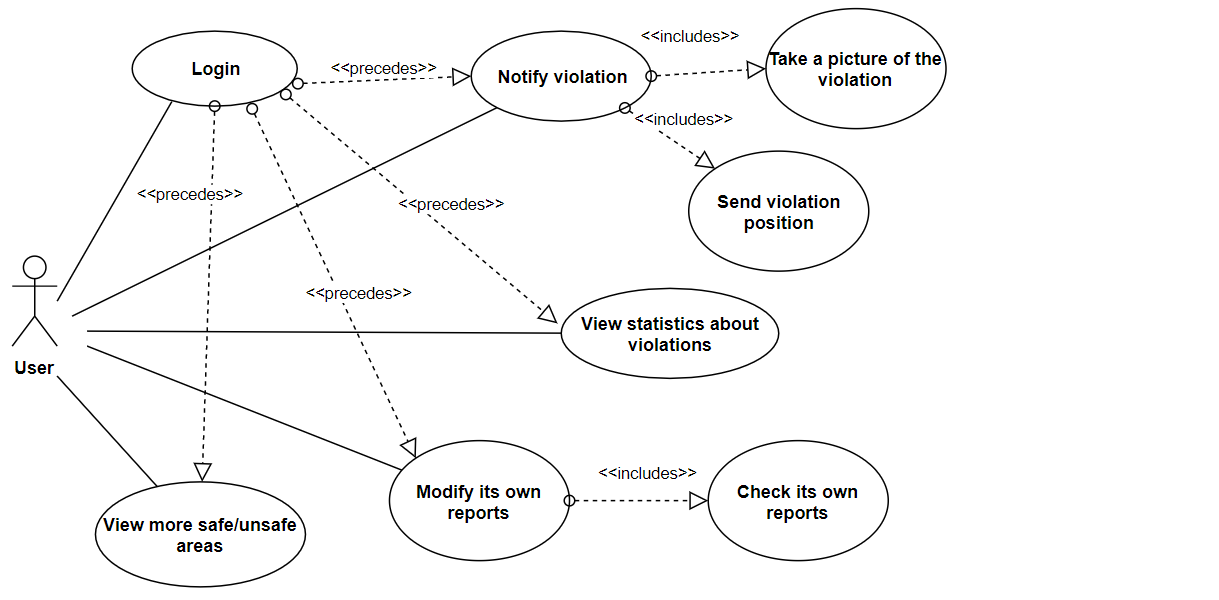 <<includes>>
Login
<<precedes>>
Notify violation
Take a picture of the
violation
<<includes>>
<<precedes>>
<<precedes>>
Send violation
position
<<precedes>>
View statistics about
violations
User
<<includes>>
Modify its own
reports
Check its own
reports
View more safe/unsafe
areas